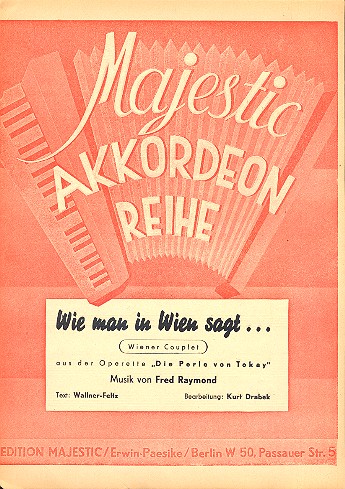 Majestic
AKKORDEON
REIHE
Wie man in Wien sagt...
(Wiener Couplet)
aus der Operette „Die Perle von Tokay"
Musik von Fred Raymond
Text: Wallner-Feltz
Bearbeitung: Kurt Drabek
EDITION MAJESTIC/Erwin-Paesike/Berlin W 50, Passauer Str. 5